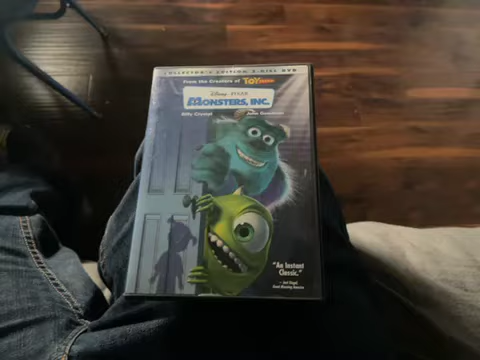 COLLECTOR'S EDITION 2-DISC DVD
From the Creators of TOY STORY
Disney · PIXAR
MONSTERS, INC.
Billy Crystal John Goodman
"An Instant
Classic."